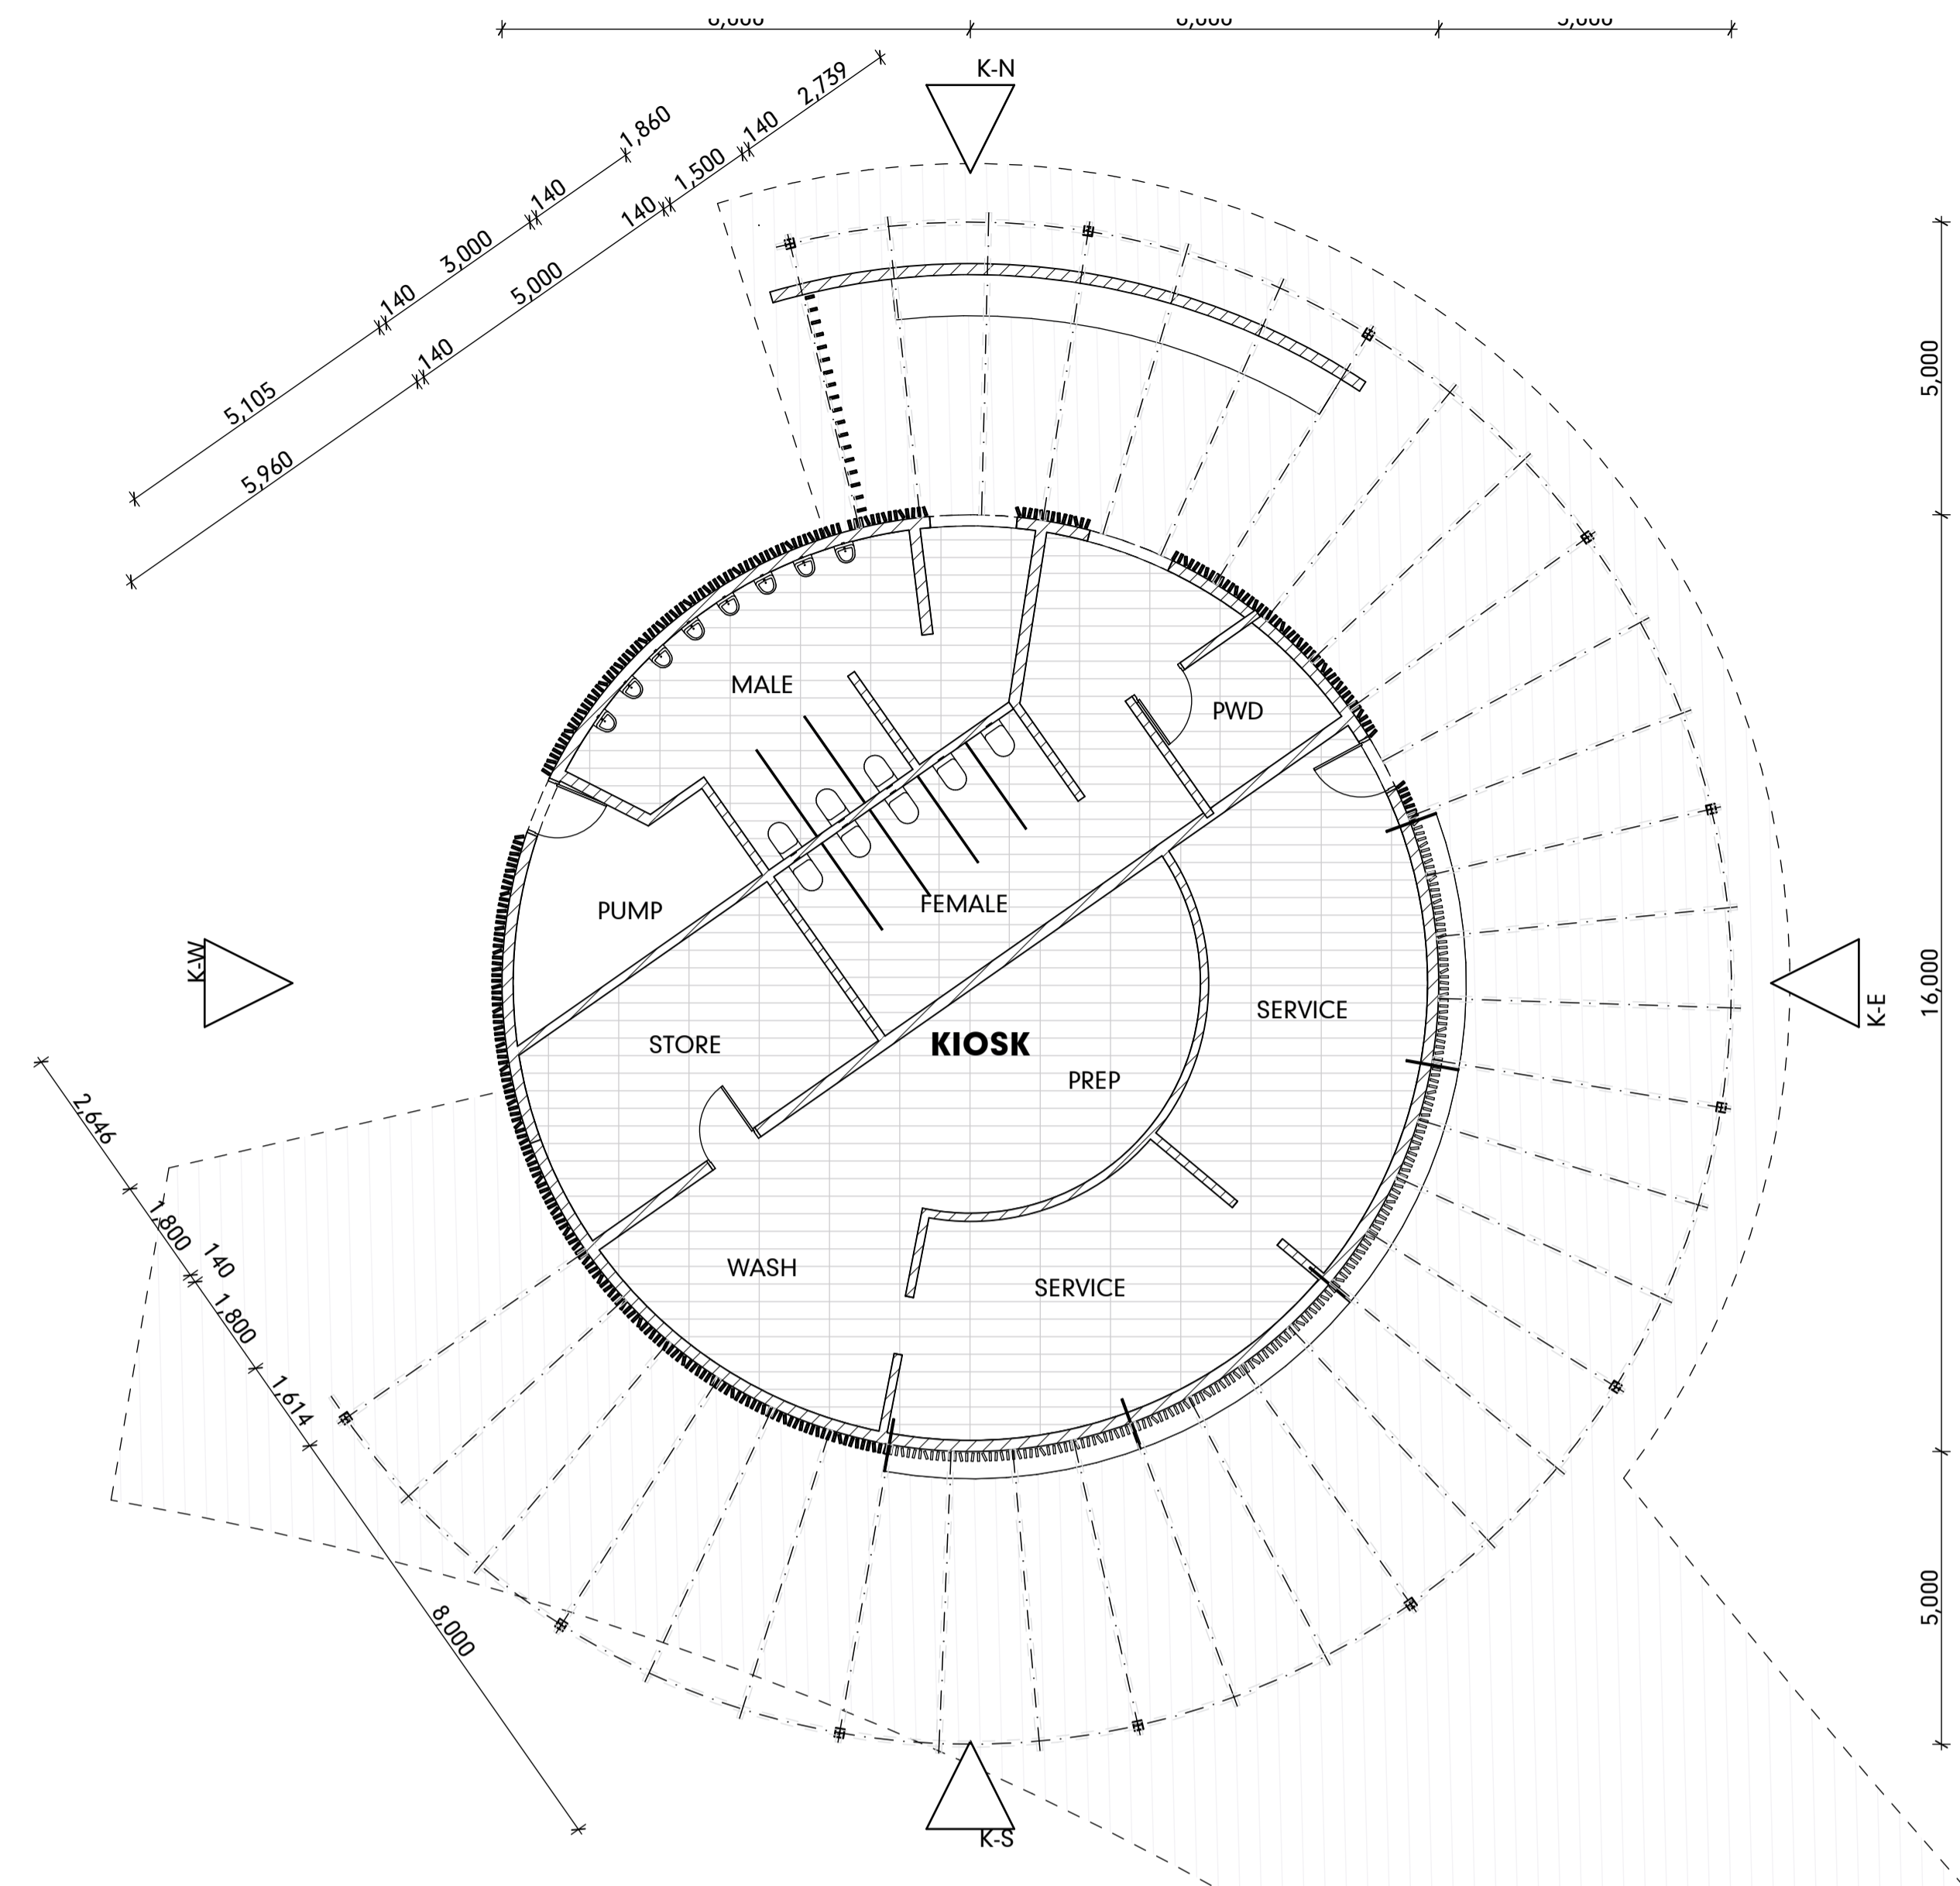 K-N
2,739
140
1,860
1,500
140
140
3,000
5,000
140
140
5,105
5,960
5,000
MALE
PWD
PUMP
FEMALE
K-W
16,000
K-E
SERVICE
STORE
KIOSK
PREP
2,646
1,800
140
WASH
SERVICE
1,800
1,614
8,000
5,000
K-S